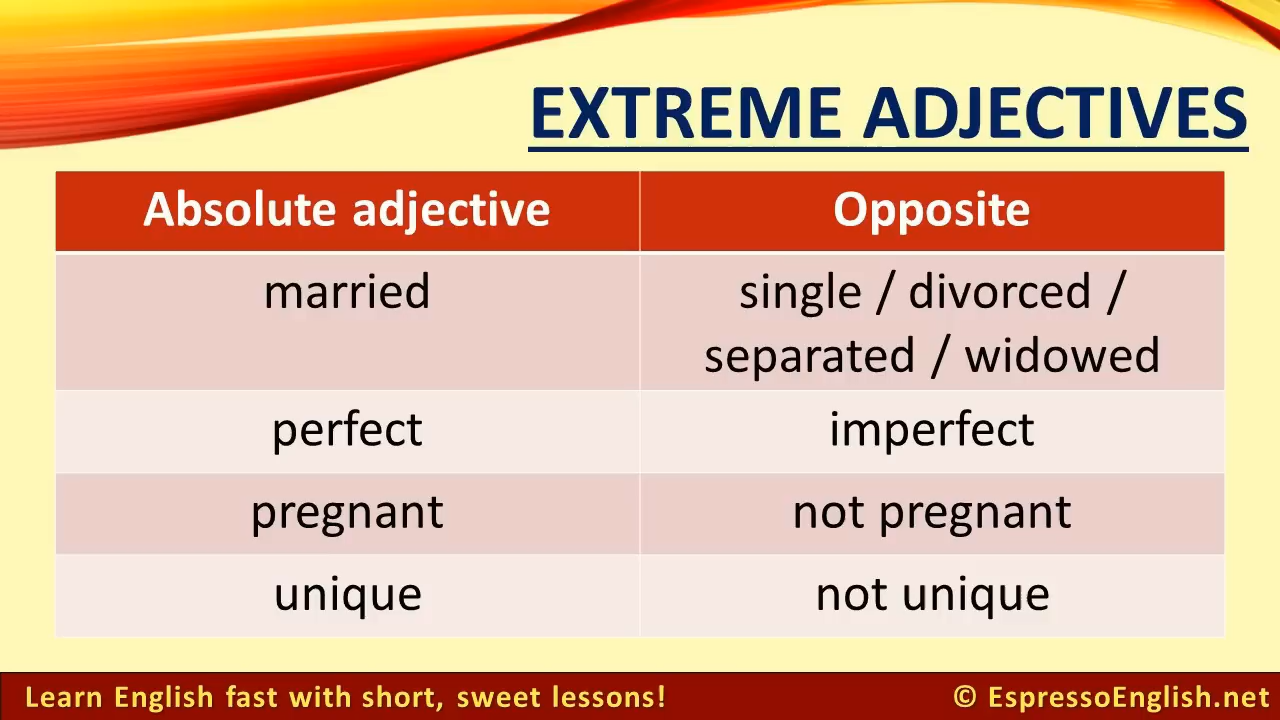 EXTREME ADJECTIVES
Absolute adjective
Opposite
married
single / divorced /
separated / widowed
perfect
imperfect
pregnant
not pregnant
unique
not unique
Learn English fast with short, sweet lessons!
© EspressoEnglish.net